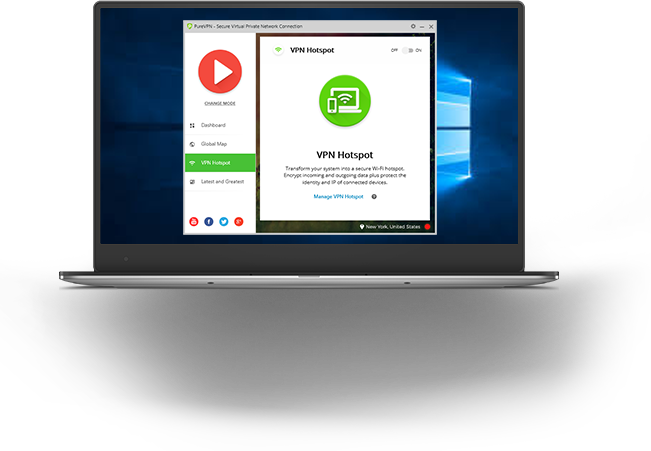 PureVPN - Secure Virtual Private Network Connection
VPN Hotspot
OFF ON
CHANGE MODE
Dashboard
Global Map
VPN Hotspot
Latest and Greatest
VPN Hotspot
Transform your system into a secure Wi-Fi hotspot.
Encrypt incoming and outgoing data plus protect the
identity and IP of connected devices.
Manage VPN Hotspot ?
New York, United States